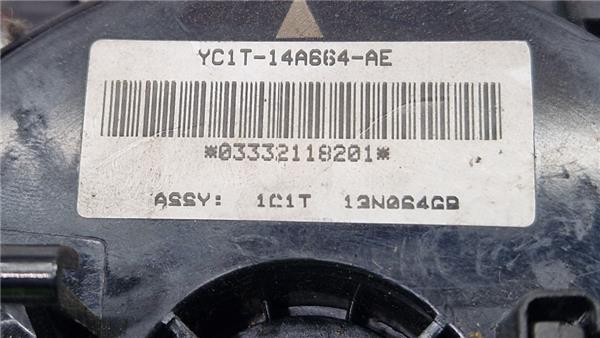 YC1T-14A664-AE
*03332118201*
ASSY: 1C1T 13N064GB